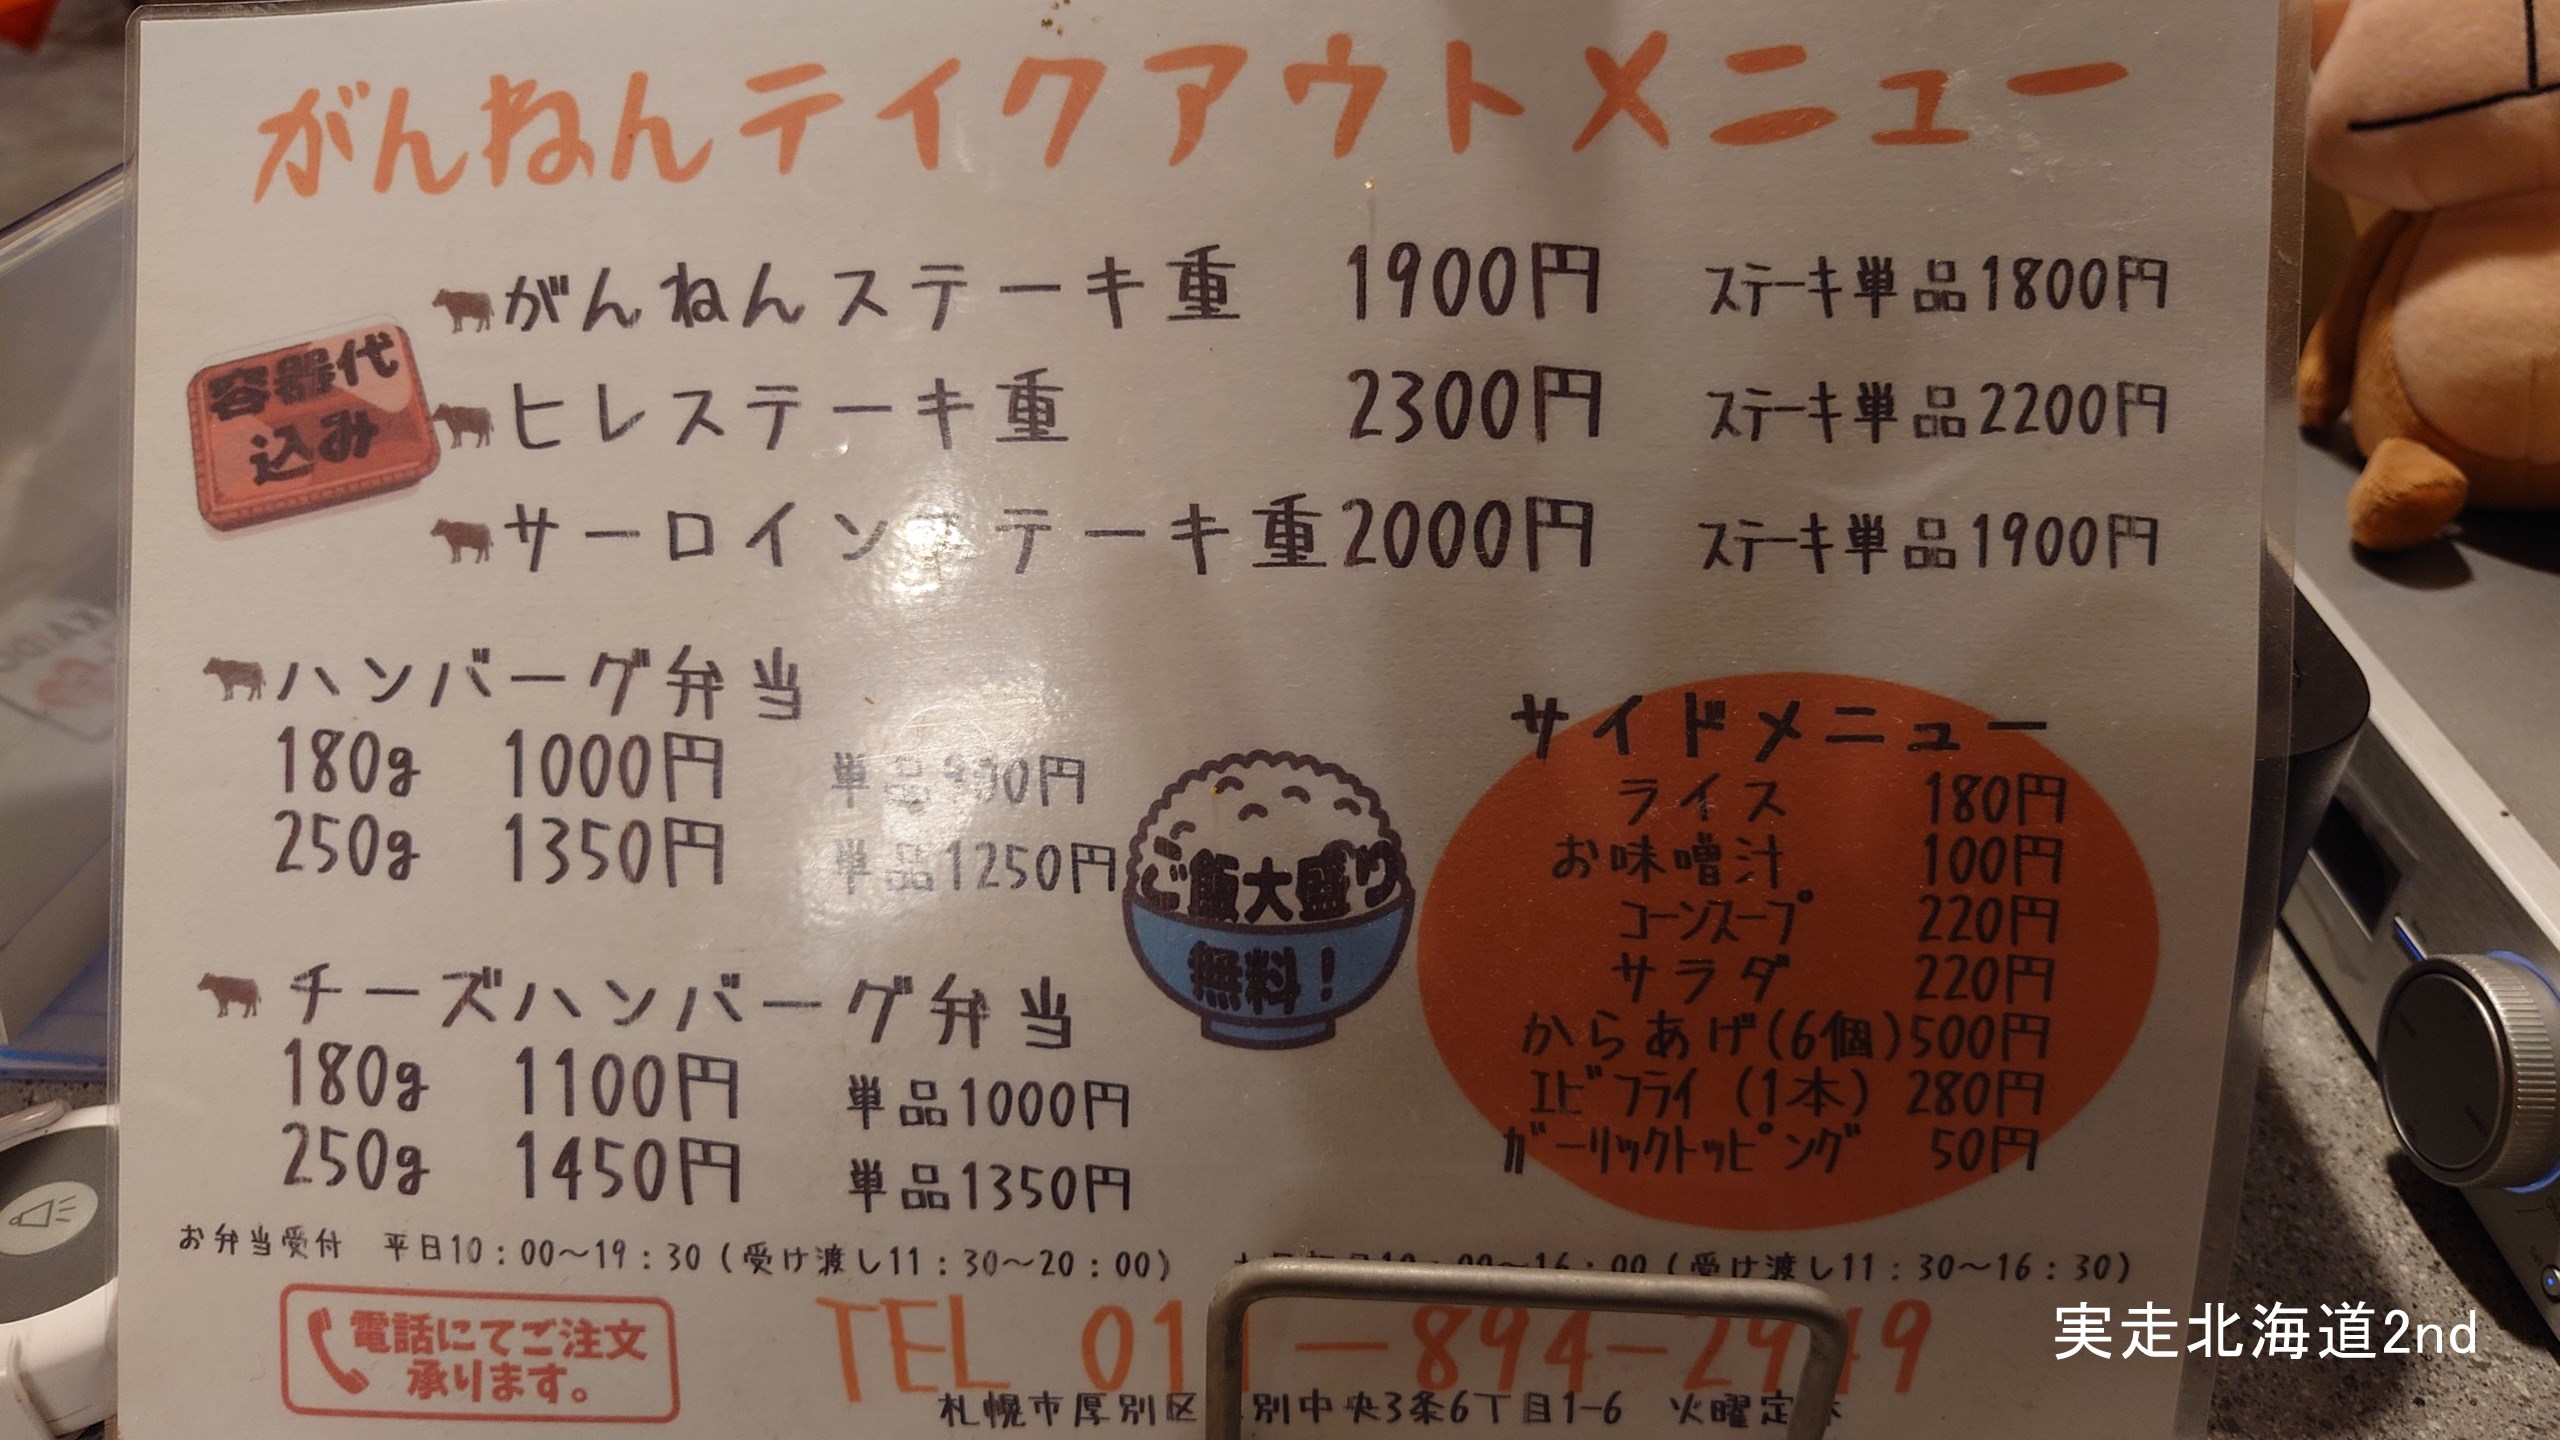 がんねんテイクアウトメニュー
容器代
込み
がんねんステーキ重 1900円 ステーキ単品1800円
ヒレステーキ重 2300円 ステーキ単品2200円
サーロインステーキ重2000円 ステーキ単品1900円
ハンバーグ弁当
180g 1000円 単品900円
250g 1350円 単品1250円
チーズハンバーグ弁当
180g 1100円 単品1000円
250g 1450円 単品1350円
ご飯大盛り
無料!
サイドメニュー
ライス 180円
お味噌汁 100円
コーンスープ 220円
サラダ 220円
からあげ(6個)500円
エビフライ(1本) 280円
ガーリックトッピング 50円
お弁当受付 平日10:00~19:30(受け渡し11:30~20:00) 10:00~16:00(受け渡し11:30~16:30)
電話にてご注文
承ります。
TEL 011-894-29 9
札幌市厚別区 別中央3条6丁目1-6 火曜定休
実走北海道2nd